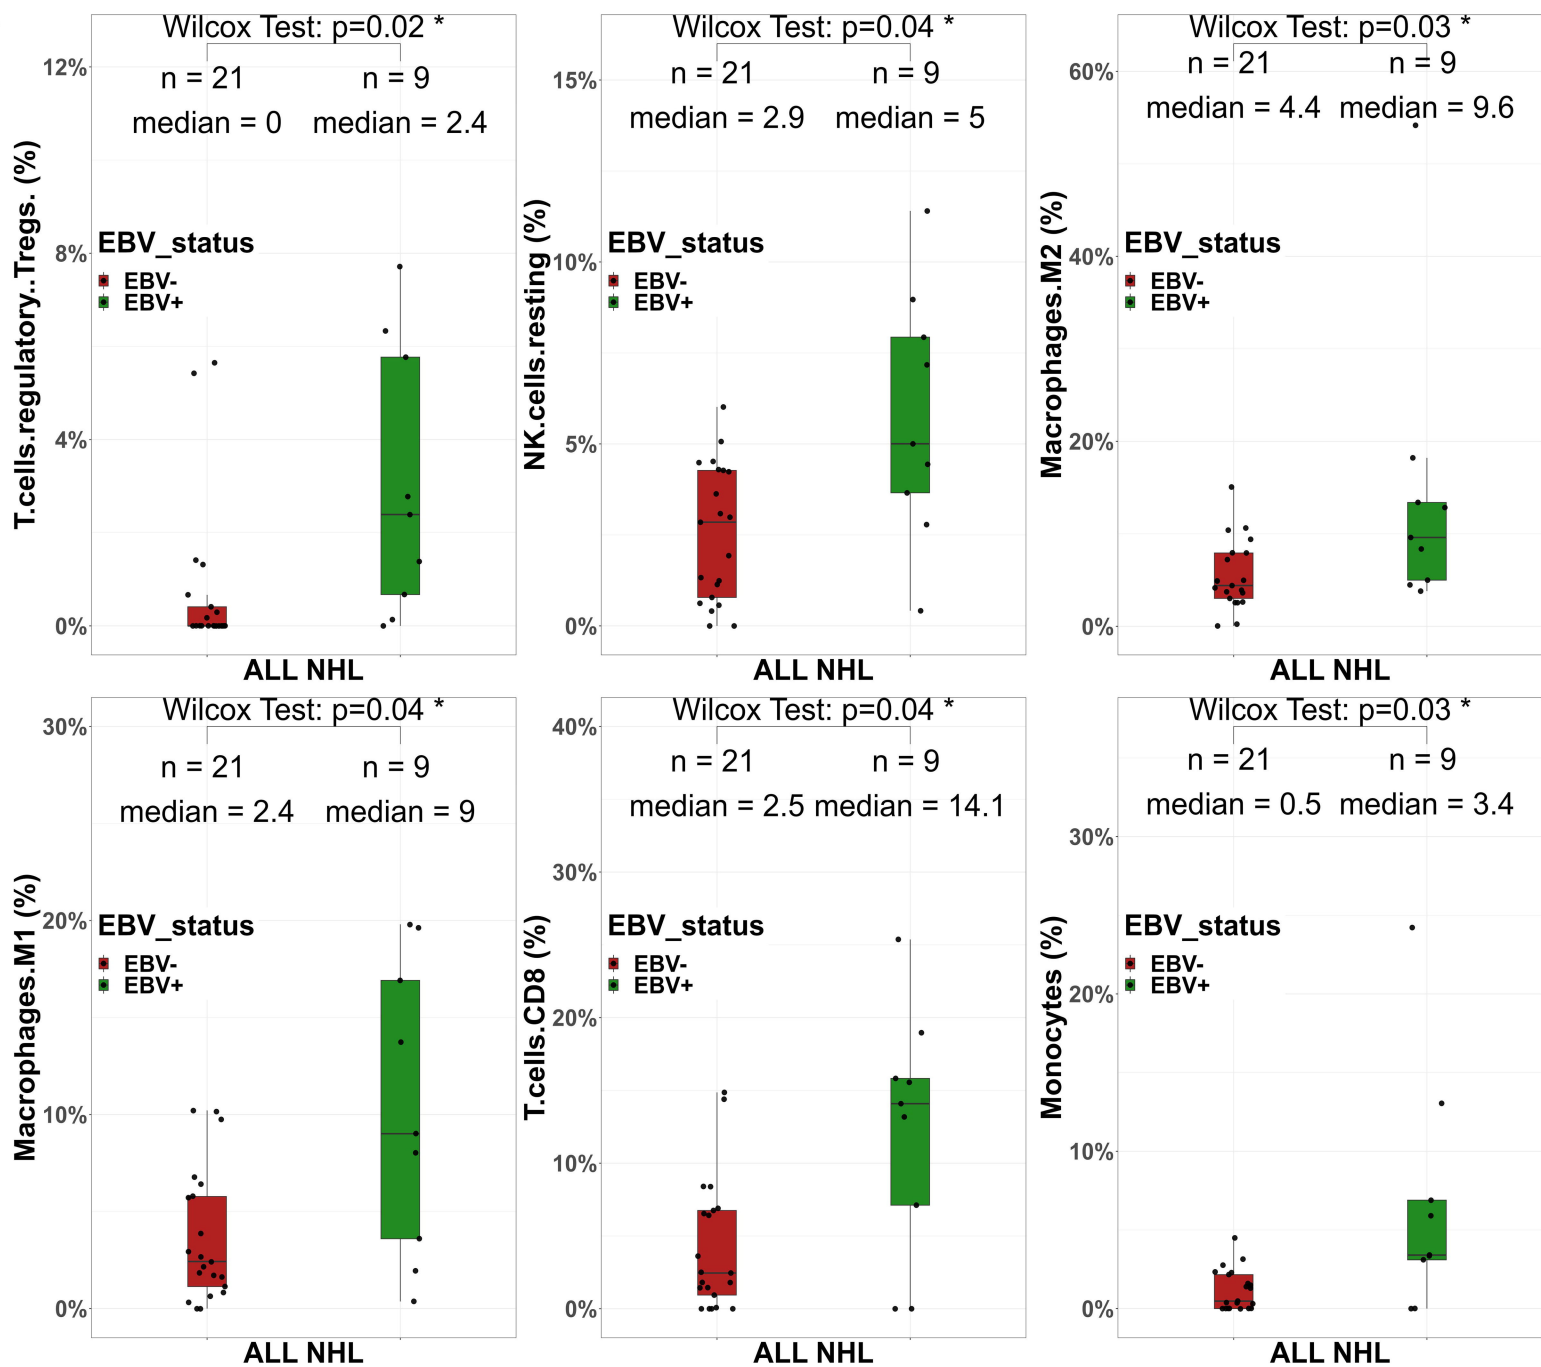 Wilcox Test: p=0.02 *
n = 21
n = 9
median = 0
median = 2.4
12%
8%
4%
0%
T.cells.regulatory..Tregs. (%)
EBV_status
EBV-
EBV+
ALL NHL
Wilcox Test: p=0.04 *
n = 21
n = 9
median = 2.9
median = 5
15%
10%
5%
0%
NK.cells.resting (%)
EBV_status
EBV-
EBV+
ALL NHL
Wilcox Test: p=0.03 *
n = 21
n = 9
median = 4.4
median = 9.6
60%
40%
20%
0%
Macrophages.M2 (%)
EBV_status
EBV-
EBV+
ALL NHL
Wilcox Test: p=0.04 *
n = 21
n = 9
median = 2.4
median = 9
30%
20%
10%
0%
Macrophages.M1 (%)
EBV_status
EBV-
EBV+
ALL NHL
Wilcox Test: p=0.04 *
n = 21
n = 9
median = 2.5
median = 14.1
40%
30%
20%
10%
0%
T.cells.CD8 (%)
EBV_status
EBV-
EBV+
ALL NHL
Wilcox Test: p=0.03 *
n = 21
n = 9
median = 0.5
median = 3.4
30%
20%
10%
0%
Monocytes (%)
EBV_status
EBV-
EBV+
ALL NHL